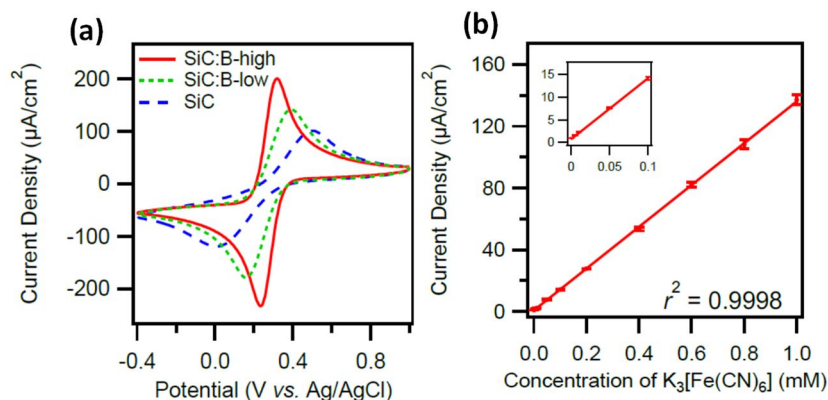 (a)
SiC:B-high
SiC:B-low
SiC
Current Density (µA/cm²)
200
100
0
-100
-200
-0.4
0.0
0.4
0.8
Potential (V vs. Ag/AgCl)
(b)
Current Density (µA/cm²)
160
120
80
40
0
15
10
5
0
0
0.05
0.1
r² = 0.9998
0.0
0.2
0.4
0.6
0.8
1.0
Concentration of K₃[Fe(CN)₆] (mM)